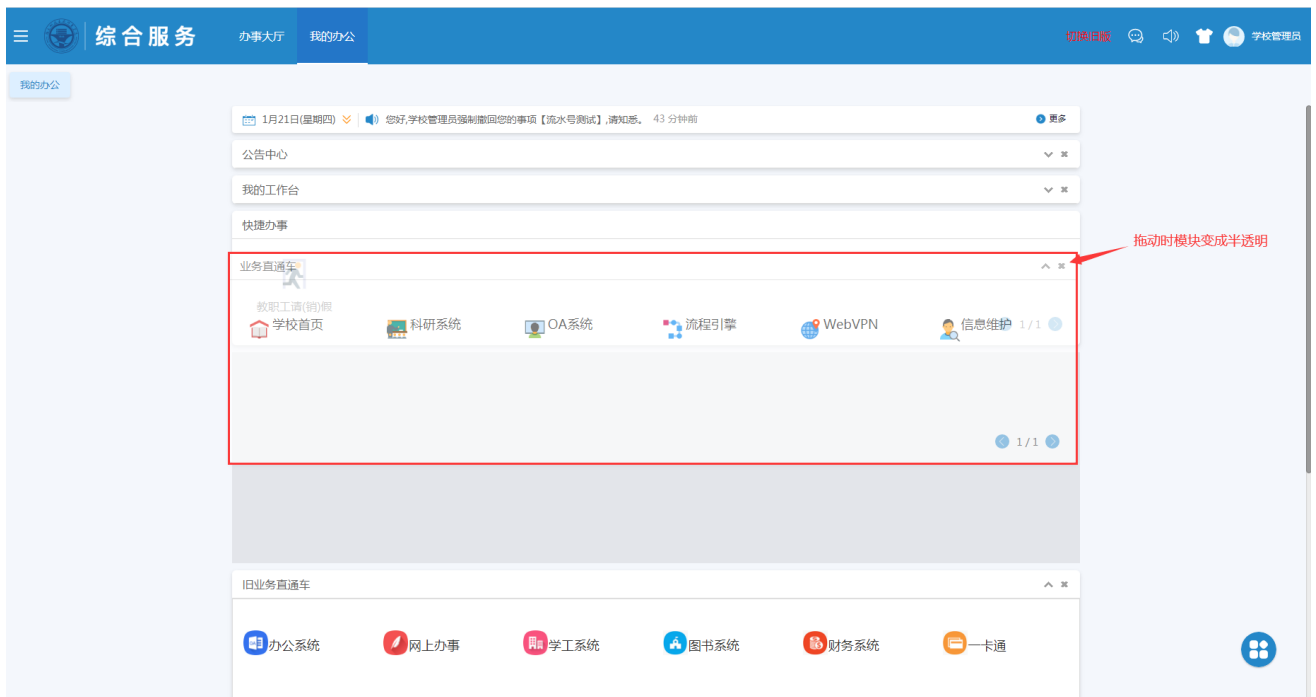 综合服务 办事大厅 我的办公 切换旧版 学校管理员
我的办公
1月21日(星期四) 您好,学校管理员强制撤回您的事项【流水号测试】,请知悉。 43 分钟前 更多
公告中心
我的工作台
快捷办事
拖动时模块变成半透明
业务直通车
教职工请(销)假
学校首页 科研系统 OA系统 流程引擎 WebVPN 信息维护 1 / 1
1 / 1
旧业务直通车
办公系统 网上办事 学工系统 图书系统 财务系统 一卡通